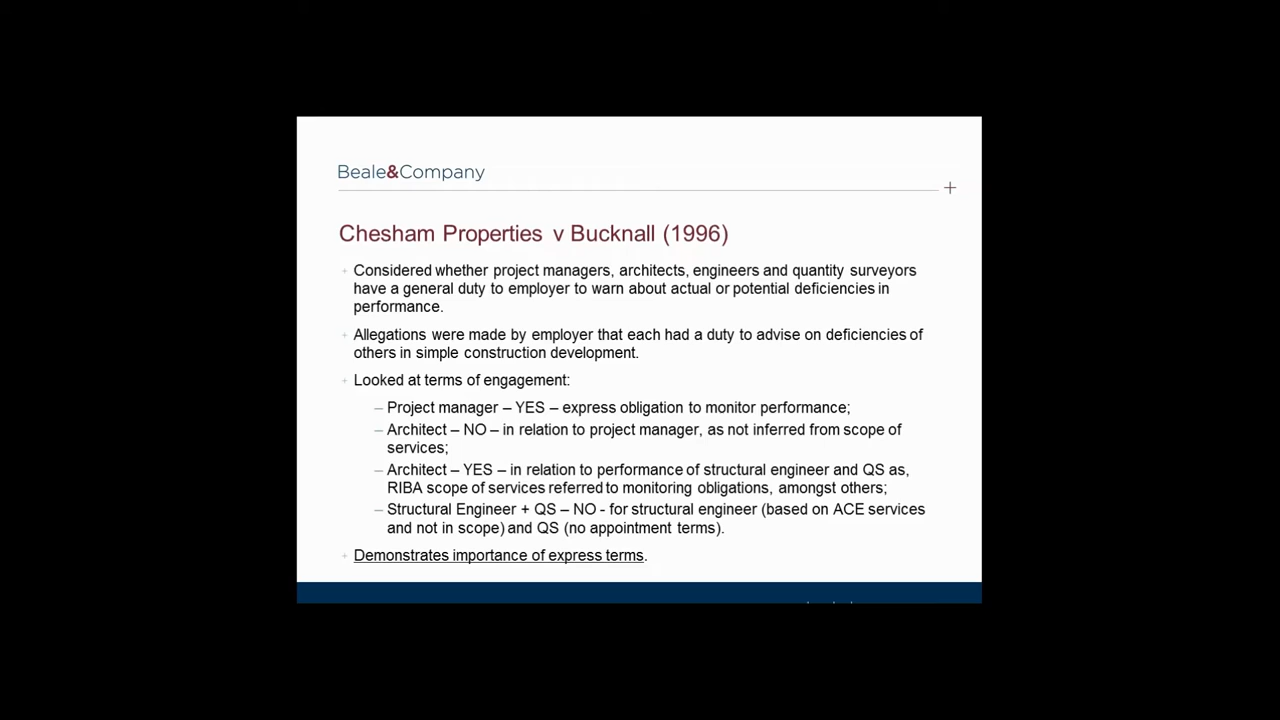 Beale&Company
Chesham Properties v Bucknall (1996)
Considered whether project managers, architects, engineers and quantity surveyors
have a general duty to employer to warn about actual or potential deficiencies in
performance.
Allegations were made by employer that each had a duty to advise on deficiencies of
others in simple construction development.
Looked at terms of engagement:
– Project manager – YES – express obligation to monitor performance;
– Architect – NO – in relation to project manager, as not inferred from scope of
services;
– Architect – YES – in relation to performance of structural engineer and QS as,
RIBA scope of services referred to monitoring obligations, amongst others;
– Structural Engineer + QS – NO - for structural engineer (based on ACE services
and not in scope) and QS (no appointment terms).
Demonstrates importance of express terms.